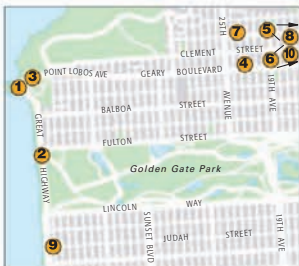 25TH
5
7
8
CLEMENT
STREET
3
POINT LOBOS AVE
GEARY
BOULEVARD
4
6
10
1
19TH AVE
AVENUE
BALBOA
STREET
GREAT
HIGHWAY
FULTON
STREET
2
Golden Gate Park
LINCOLN
WAY
SUNSET BLVD
19TH AVE
9
JUDAH
STREET